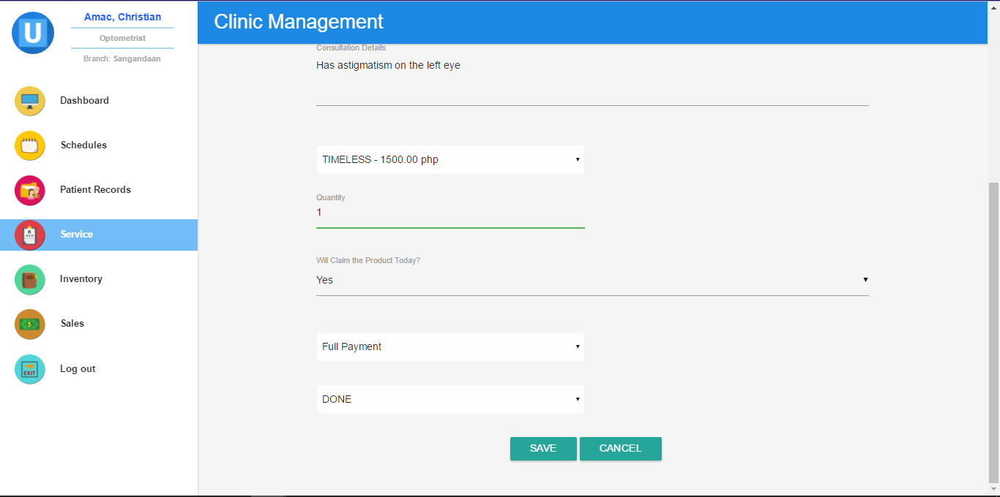 U
Amac, Christian
Optometrist
Branch: Sangandaan
Dashboard
Schedules
Patient Records
Service
Inventory
Sales
EXIT
Log out
Clinic Management
Consultation Details:
Has astigmatism on the left eye
TIMELESS - 1500.00 php
Quantity
1
Will Claim the Product Today?
Yes
Full Payment
DONE
SAVE
CANCEL